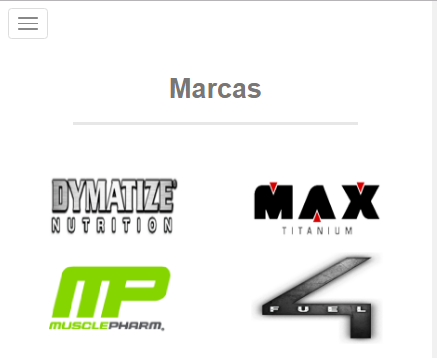 Marcas
DYMATIZE®
NUTRITION
MAX
TITANIUM
MP
MUSCLEPHARM®
4
FUEL